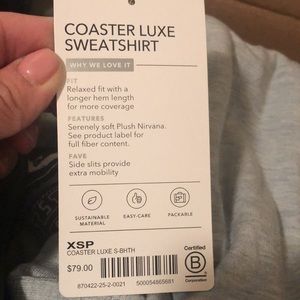 COASTER LUXE
SWEATSHIRT
WHY WE LOVE IT
FIT
Relaxed fit with a
longer hem length
for more coverage
FEATURES
Serenely soft Plush Nirvana.
See product label for
full fiber content.
FAVE
Side slits provide
extra mobility
SUSTAINABLE
MATERIAL
EASY-CARE
PACKABLE
XSP
COASTER LUXE S-BHTH
$79.00
870422-25-2-0021
500054865681
Certified
B
Corporation